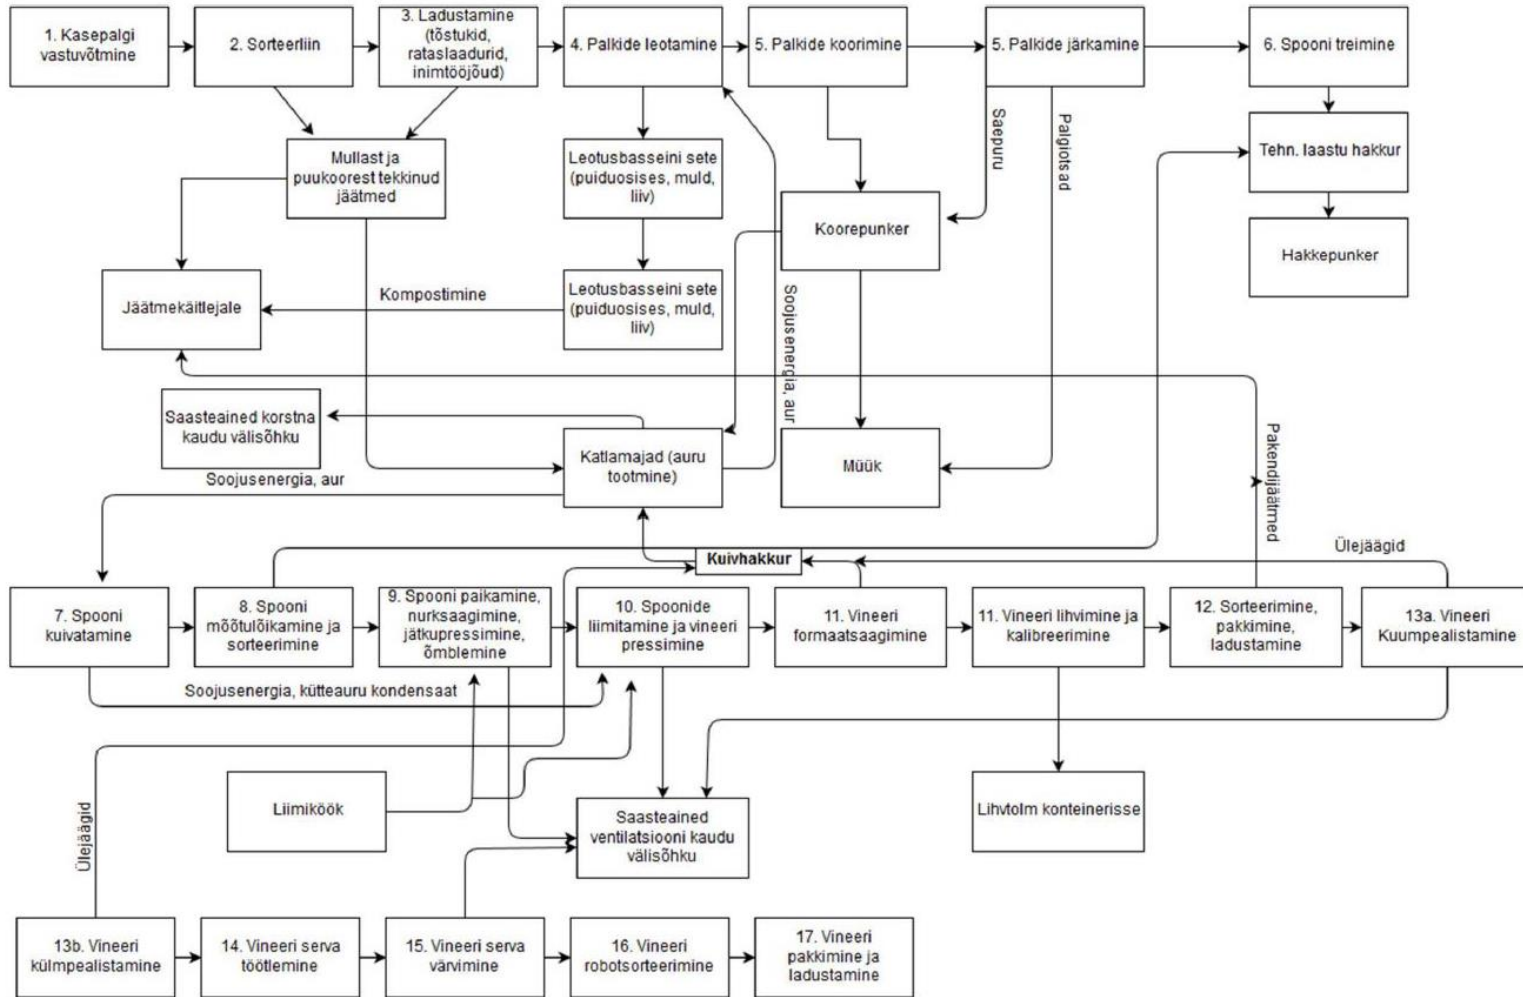 1. Kasepalgi
vastuvõtmine
2. Sorteerliin
3. Ladustamine
(tõstukid,
rataslaadurid,
inimtööjõud)
4. Palkide leotamine
5. Palkide koorimine
5. Palkide järkamine
6. Spooni treimine
Mullast ja
puukoorest tekkinud
jäätmed
Leotusbasseini sete
(puiduosises, muld,
liiv)
Saepuru
Palgiotsad
Tehn. laastu hakkur
Koorepunker
Hakkepunker
Jäätmekäitlejale
Kompostimine
Leotusbasseini sete
(puiduosises, muld,
liiv)
Soojusenergia, aur
Saasteained korstna
kaudu välisõhku
Katlamajad (auru
tootmine)
Müük
Pakendijäätmed
Soojusenergia, aur
Kuivhakkur
Ülejäägid
7. Spooni
kuivatamine
8. Spooni
mõõtulõikamine ja
sorteerimine
9. Spooni paikamine,
nurksaagimine,
jätkupressimine,
õmblemine
10. Spoonide
liimitamine ja vineeri
pressimine
11. Vineeri
formaatsaagimine
11. Vineeri lihvimine ja
kalibreerimine
12. Sorteerimine,
pakkimine,
ladustamine
13a. Vineeri
Kuumpealistamine
Soojusenergia, kütteauru kondensaat
Ülejäägid
Liimiköök
Saasteained
ventilatsiooni kaudu
välisõhku
Lihvtolm konteinerisse
13b. Vineeri
külmpealistamine
14. Vineeri serva
töötlemine
15. Vineeri serva
värvimine
16. Vineeri
robotsorteerimine
17. Vineeri
pakkimine ja
ladustamine